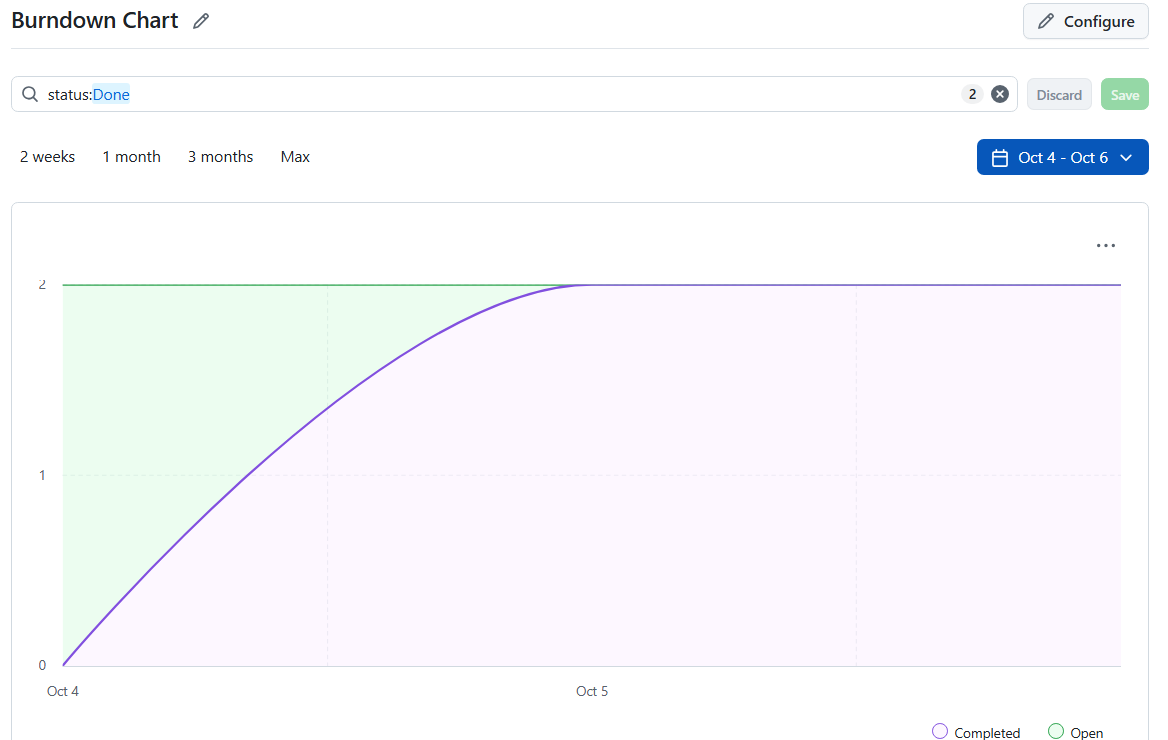 Burndown Chart
Configure
status:Done
2
Discard
Save
2 weeks
1 month
3 months
Max
Oct 4 - Oct 6
2
1
0
Oct 4
Oct 5
Completed
Open